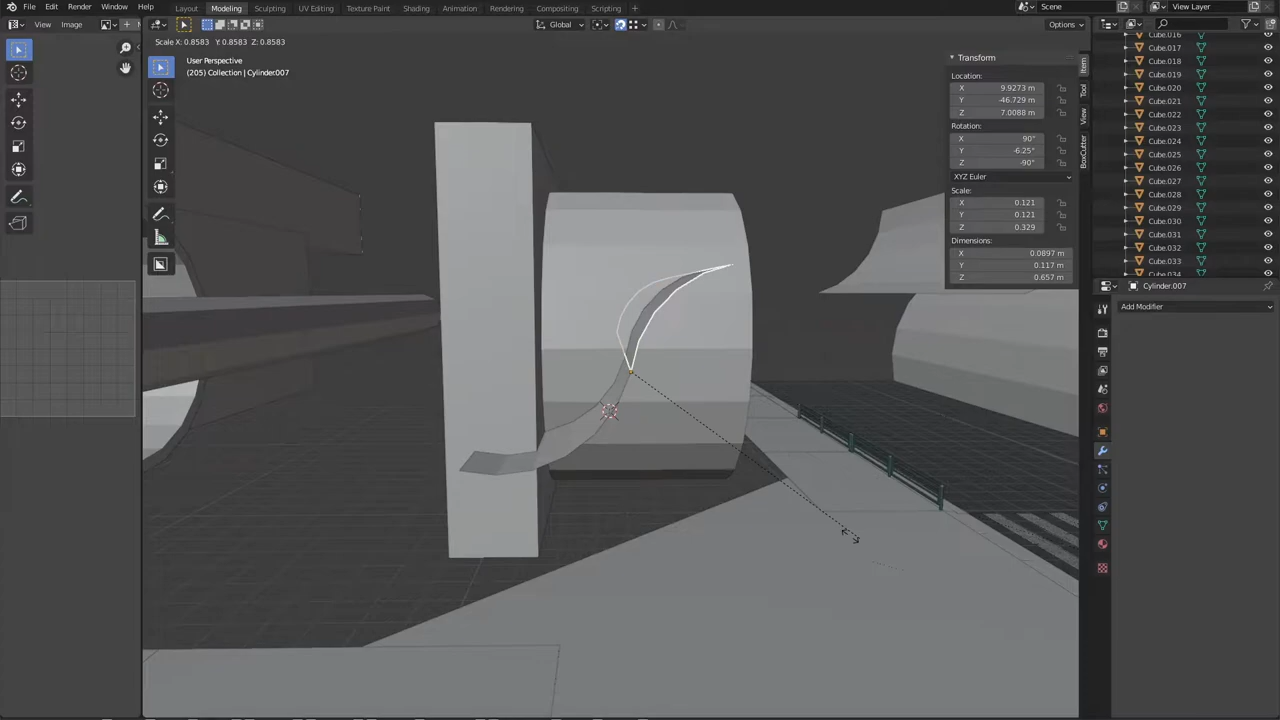 File Edit Render Window Help
Layout Modeling Sculpting UV Editing Texture Paint Shading Animation Rendering Compositing Scripting +
Scene View Layer
View Image
Global
Options
Scale X: 0.8583 Y: 0.8583 Z: 0.8583
User Perspective
(205) Collection | Cylinder.007
Transform
Location:
X 9.9273 m
Y -46.729 m
Z 7.0088 m
Rotation:
X 90°
Y -6.25°
Z -90°
XYZ Euler
Scale:
X 0.121
Y 0.121
Z 0.329
Dimensions:
X 0.0897 m
Y 0.117 m
Z 0.657 m
Item
Tool
View
BoxCutter
Cube.016
Cube.017
Cube.018
Cube.019
Cube.020
Cube.021
Cube.022
Cube.023
Cube.024
Cube.025
Cube.026
Cube.027
Cube.028
Cube.029
Cube.030
Cube.031
Cube.032
Cube.033
Cube.034
Cylinder.007
Add Modifier